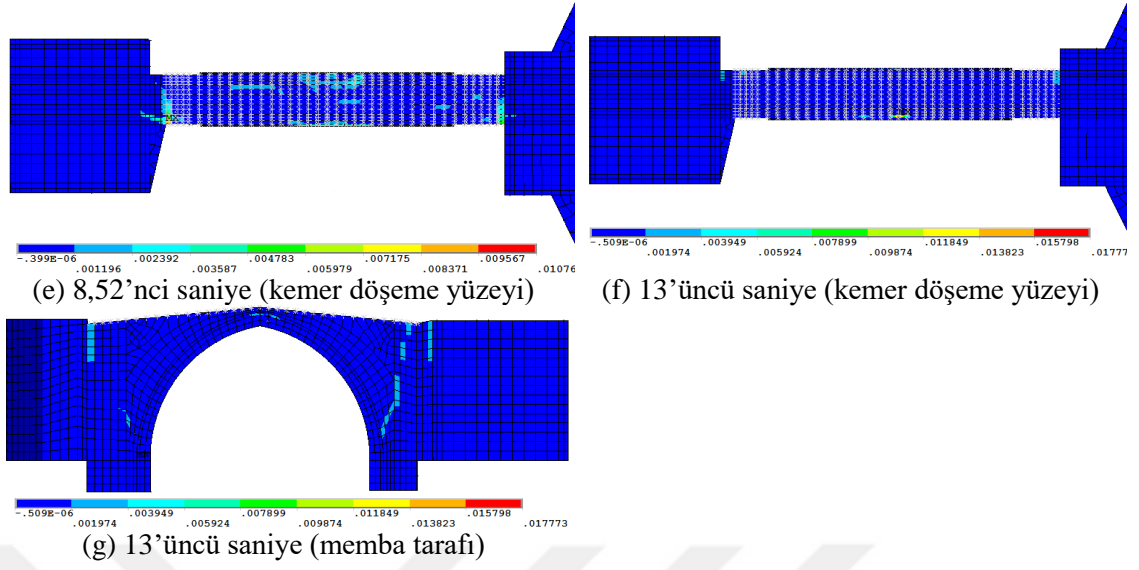 -.399E-06 .002392 .004783 .007175 .009567
.001196 .003587 .005979 .008371 .01076
(e) 8,52’nci saniye (kemer döşeme yüzeyi)
-.509E-06 .003949 .007899 .011849 .015798
.001974 .005924 .009874 .013823 .01777
(f) 13’üncü saniye (kemer döşeme yüzeyi)
-.509E-06 .003949 .007899 .011849 .015798
.001974 .005924 .009874 .013823 .017773
(g) 13’üncü saniye (memba tarafı)